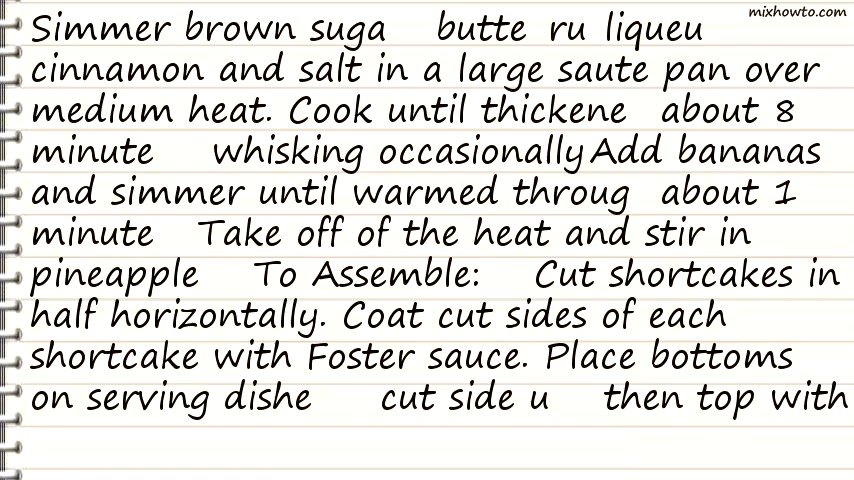 mixhowto.com
Simmer brown suga butte ru liqueu
cinnamon and salt in a large saute pan over
medium heat. Cook until thickene about 8
minute whisking occasionally Add bananas
and simmer until warmed throug about 1
minute Take off of the heat and stir in
pineapple To Assemble: Cut shortcakes in
half horizontally. Coat cut sides of each
shortcake with Foster sauce. Place bottoms
on serving dishe cut side u then top with